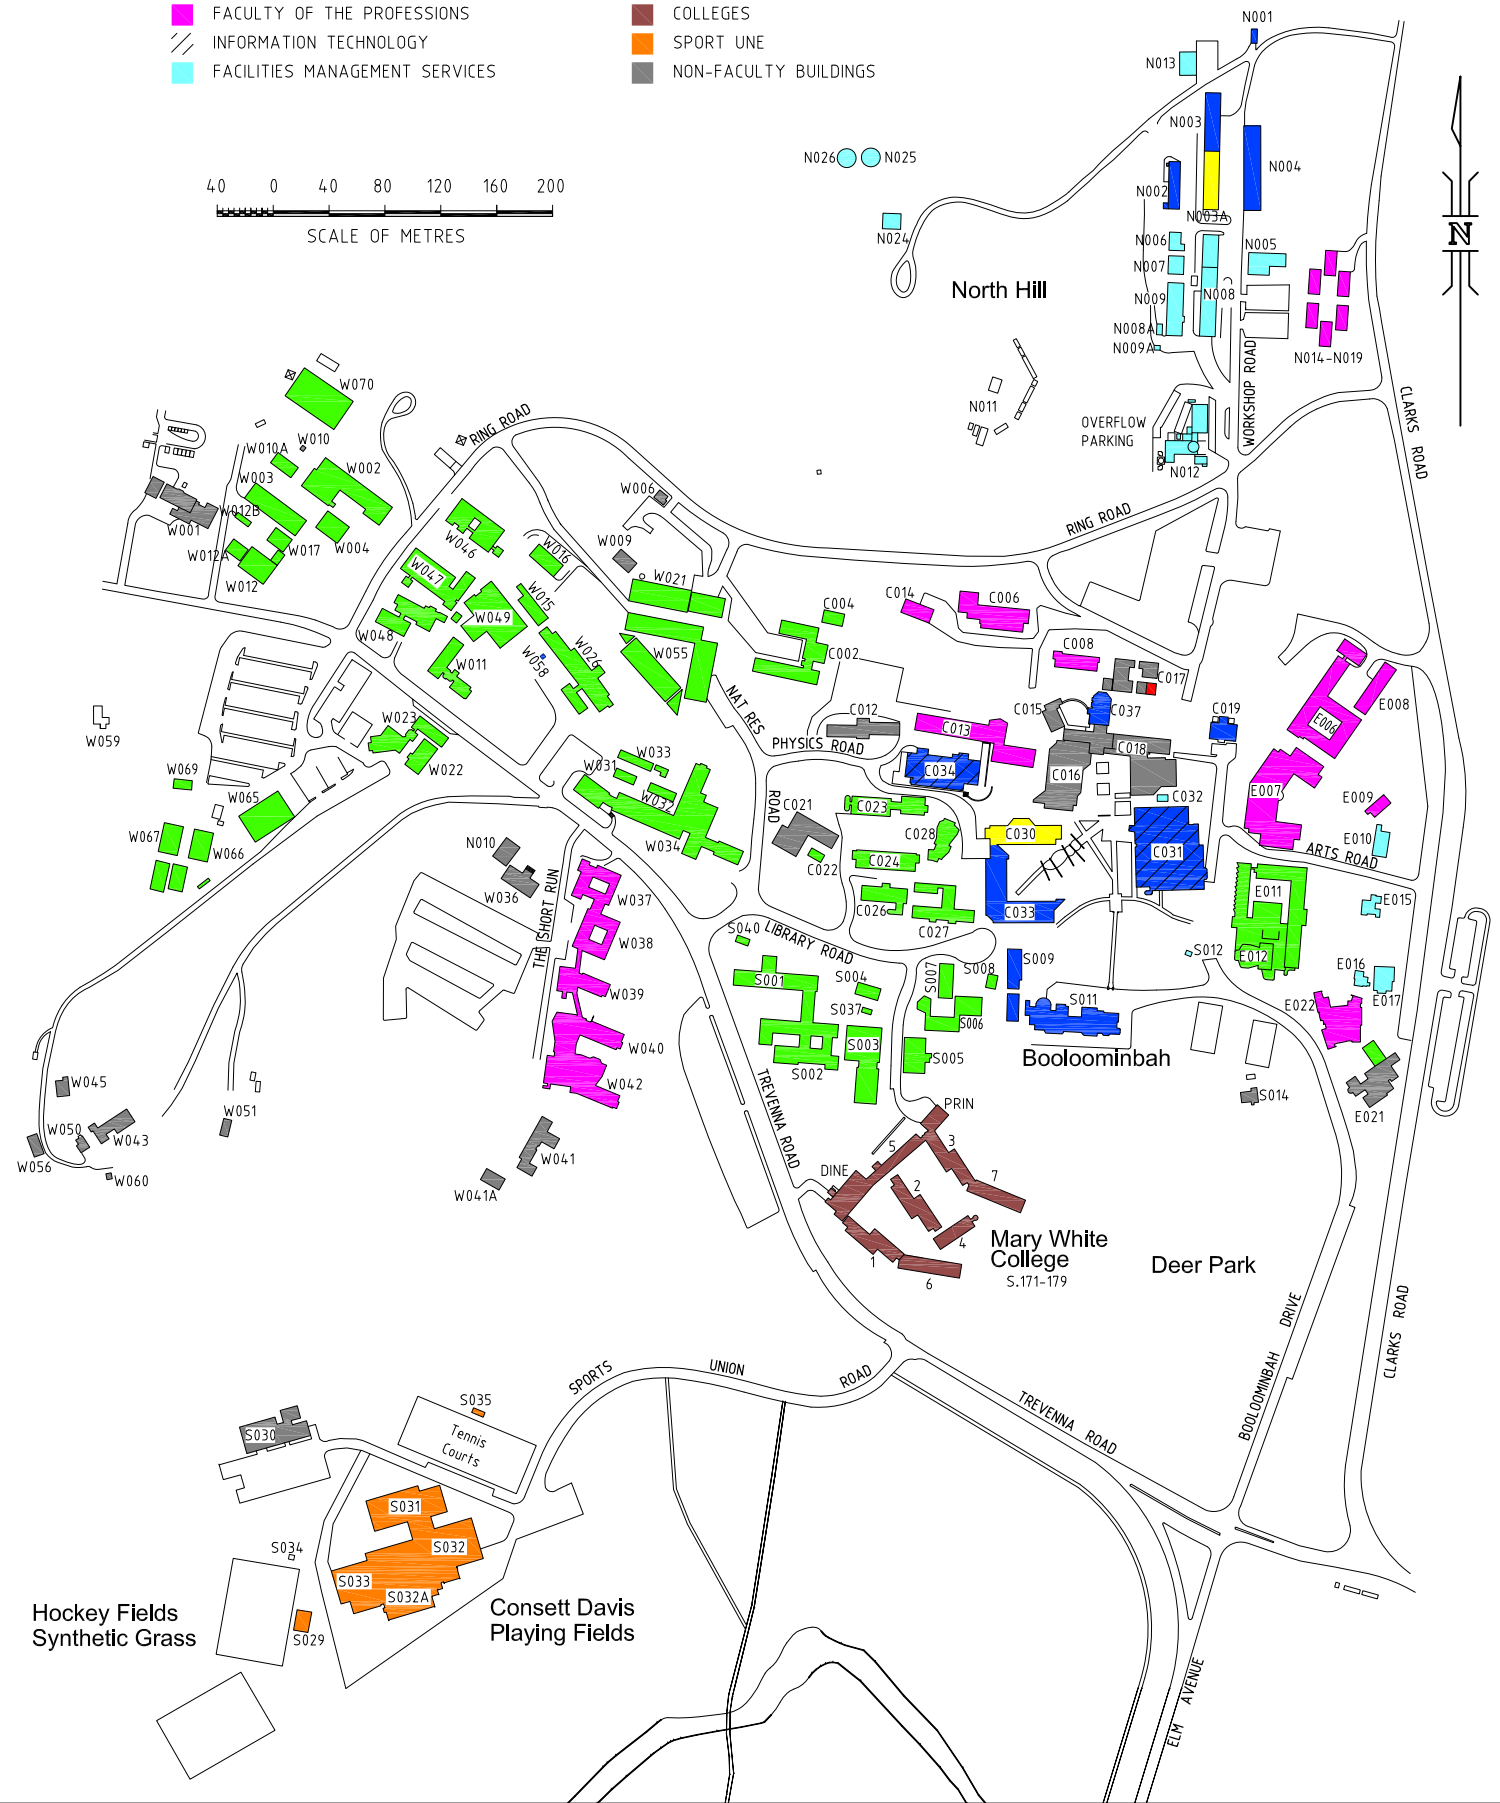 FACULTY OF THE PROFESSIONS
COLLEGES
INFORMATION TECHNOLOGY
SPORT UNE
FACILITIES MANAGEMENT SERVICES
NON-FACULTY BUILDINGS
N001
N013
N003
N026
N025
N004
N002
40 0 40 80 120 160 200
N003A
SCALE OF METRES
N024
N006
N005
N
N007
North Hill
N009
N008
N008A
N009A
N014-N019
WORKSHOP ROAD
W070
CLARKS ROAD
N011
OVERFLOW
PARKING
RING ROAD
W010
W010A
W002
W003
N012
W006
W012B
W001
RING ROAD
W046
W016
W009
W017
W004
W012A
W012
W047
W021
W015
C014
C006
C004
W049
W048
W026
W055
C002
C008
W011
W058
C017
NAT RES
C012
C015
C037
C019
E008
E006
W059
W023
C013
PHYSICS ROAD
C018
W033
W022
W031
C034
C016
W069
ROAD
W065
W032
C021
C023
C032
E007
E009
W067
C028
C030
E010
W066
N010
W034
C024
C031
ARTS ROAD
C022
W036
W037
E011
THE SHORT RUN
C026
C033
E015
C027
W038
S040
LIBRARY ROAD
S012
E012
S009
S008
S007
E016
S001
S004
W039
S037
S011
E017
E022
S006
W040
S003
S005
Booloominbah
S002
W042
W045
TREVENNA ROAD
S014
PRIN
W051
E021
W050
W043
5
3
W056
W041
DINE
W060
7
W041A
2
Mary White
College
4
1
S.171-179
6
Deer Park
BOOLOOMINBAH DRIVE
CLARKS ROAD
SPORTS UNION ROAD
S035
TREVENNA ROAD
S030
Tennis
Courts
S031
S034
S032
S033
S032A
Hockey Fields
Synthetic Grass
Consett Davis
Playing Fields
S029
ELM AVENUE